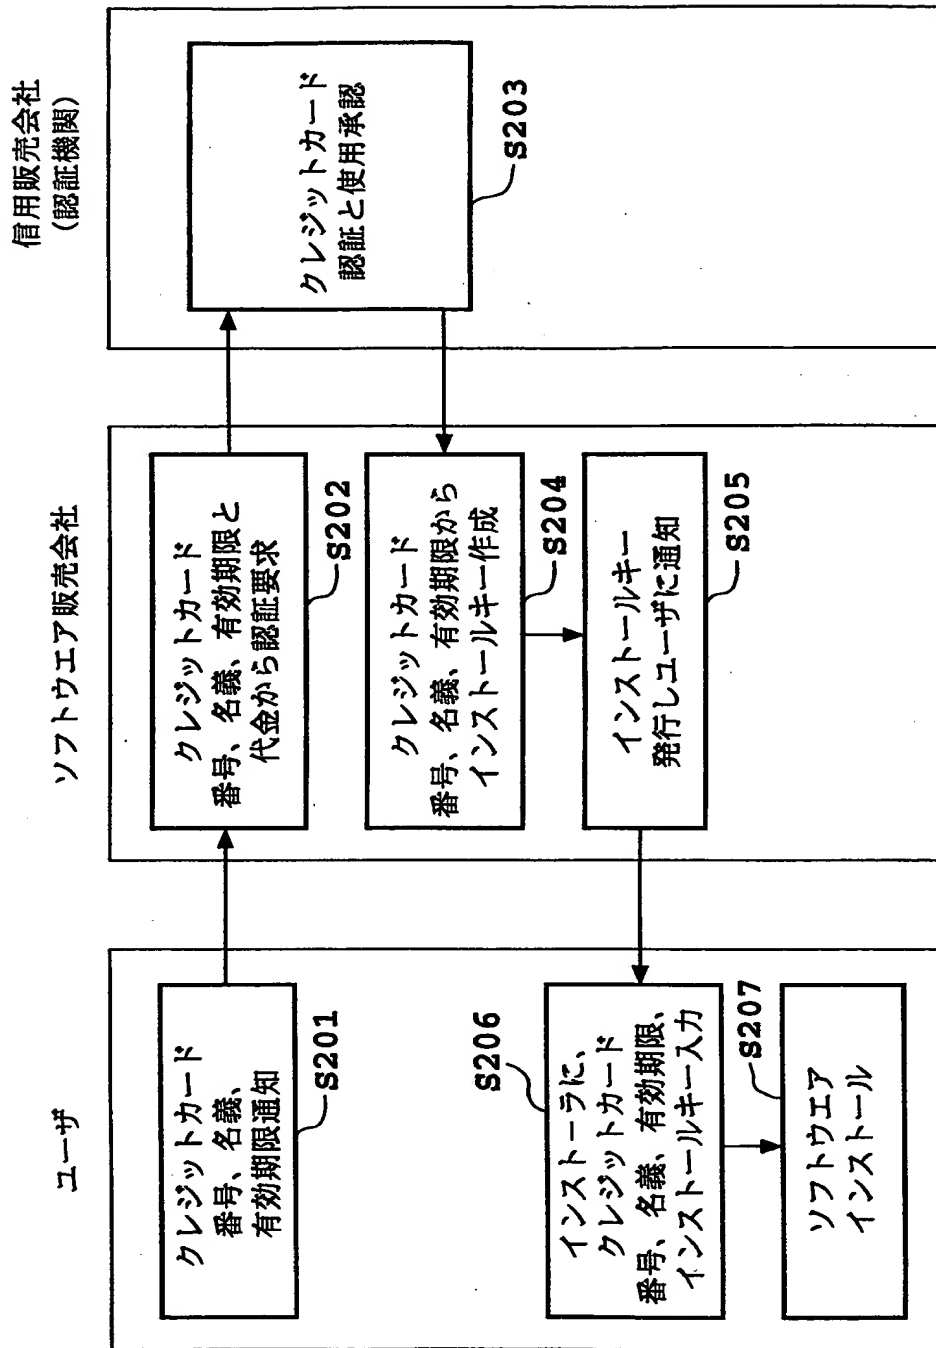 ユーザ
クレジットカード
番号、名義、
有効期限通知
S201
S206
インストーラに、
クレジットカード
番号、名義、有効期限、
インストールキー入力
S207
ソフトウエア
インストール
ソフトウエア販売会社
クレジットカード
番号、名義、有効期限と
代金から認証要求
S202
クレジットカード
番号、名義、有効期限から
インストールキー作成
S204
インストールキー
発行しユーザに通知
S205
信用販売会社
(認証機関)
クレジットカード
認証と使用承認
S203